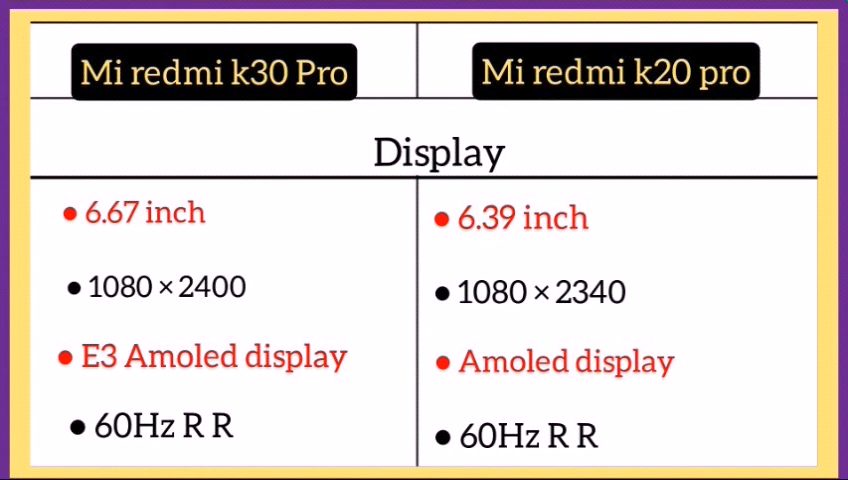 Mi redmi k30 Pro
Mi redmi k20 pro
Display
• 6.67 inch
• 6.39 inch
• 1080 × 2400
• 1080 × 2340
• E3 Amoled display
• Amoled display
• 60Hz R R
• 60Hz R R